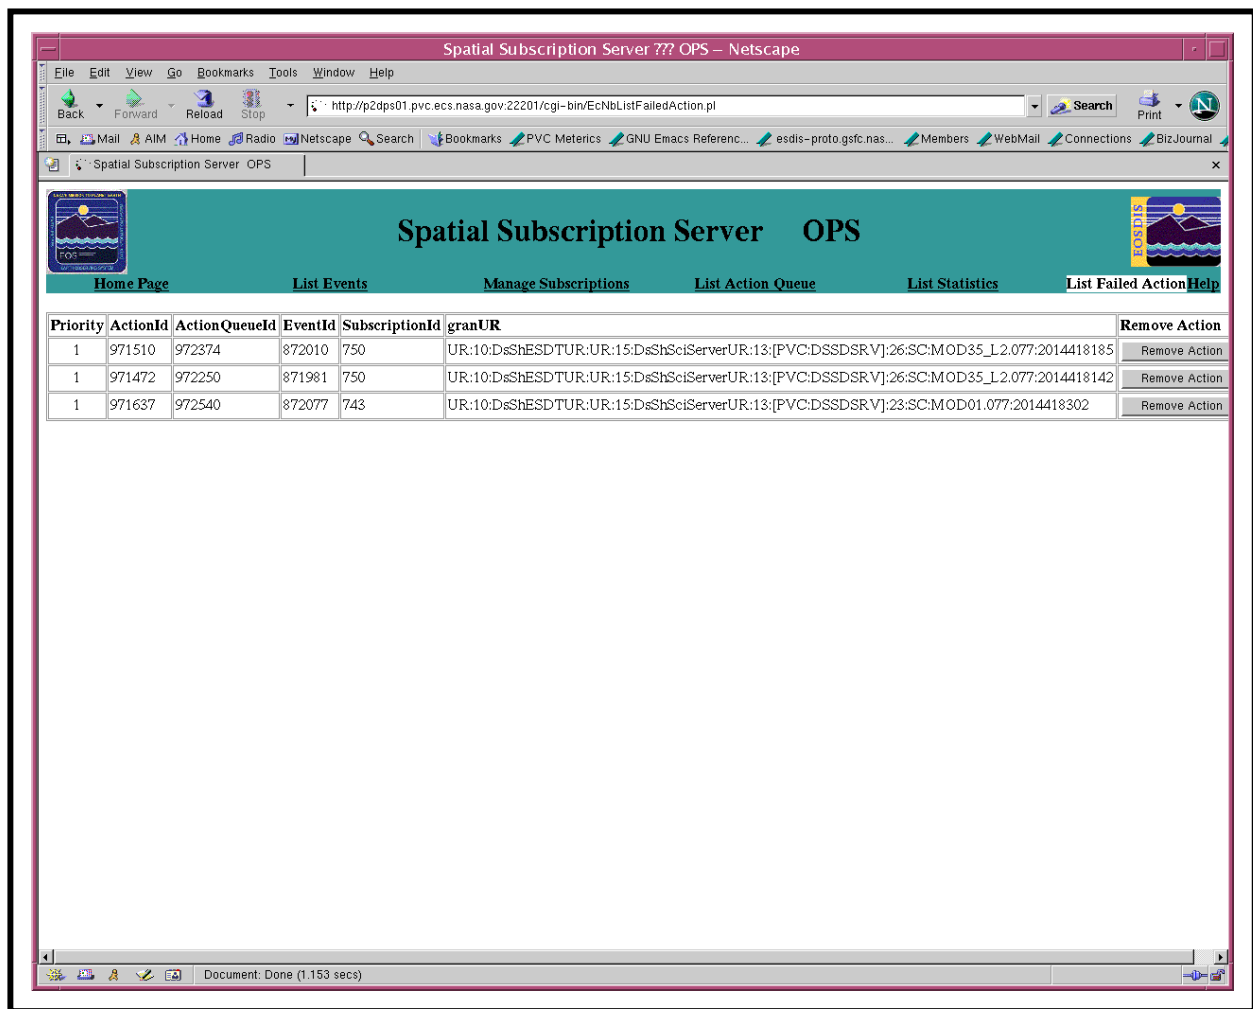 Spatial Subscription Server ??? OPS – Netscape
File Edit View Go Bookmarks Tools Window Help
Back Forward Reload Stop http://p2dps01.pvc.ecs.nasa.gov:22201/cgi-bin/EcNbListFailedAction.pl Search Print N
Mail AIM Home Radio Netscape Search Bookmarks PVC Meterics GNU Emacs Referenc... esdis-proto.gsfc.nas... Members WebMail Connections BizJournal
Spatial Subscription Server OPS
EOS
Spatial Subscription Server OPS
EOSDIS
Home Page List Events Manage Subscriptions List Action Queue List Statistics List Failed Action Help
Priority ActionId ActionQueueId EventId SubscriptionId granUR Remove Action
1 971510 972374 872010 750 UR:10:DsShESDTUR:UR:15:DsShSciServerUR:13:[PVC:DSSDSRV]:26:SC:MOD35_L2.077:2014418185 Remove Action
1 971472 972250 871981 750 UR:10:DsShESDTUR:UR:15:DsShSciServerUR:13:[PVC:DSSDSRV]:26:SC:MOD35_L2.077:2014418142 Remove Action
1 971637 972540 872077 743 UR:10:DsShESDTUR:UR:15:DsShSciServerUR:13:[PVC:DSSDSRV]:23:SC:MOD01.077:2014418302 Remove Action
Document: Done (1.153 secs)